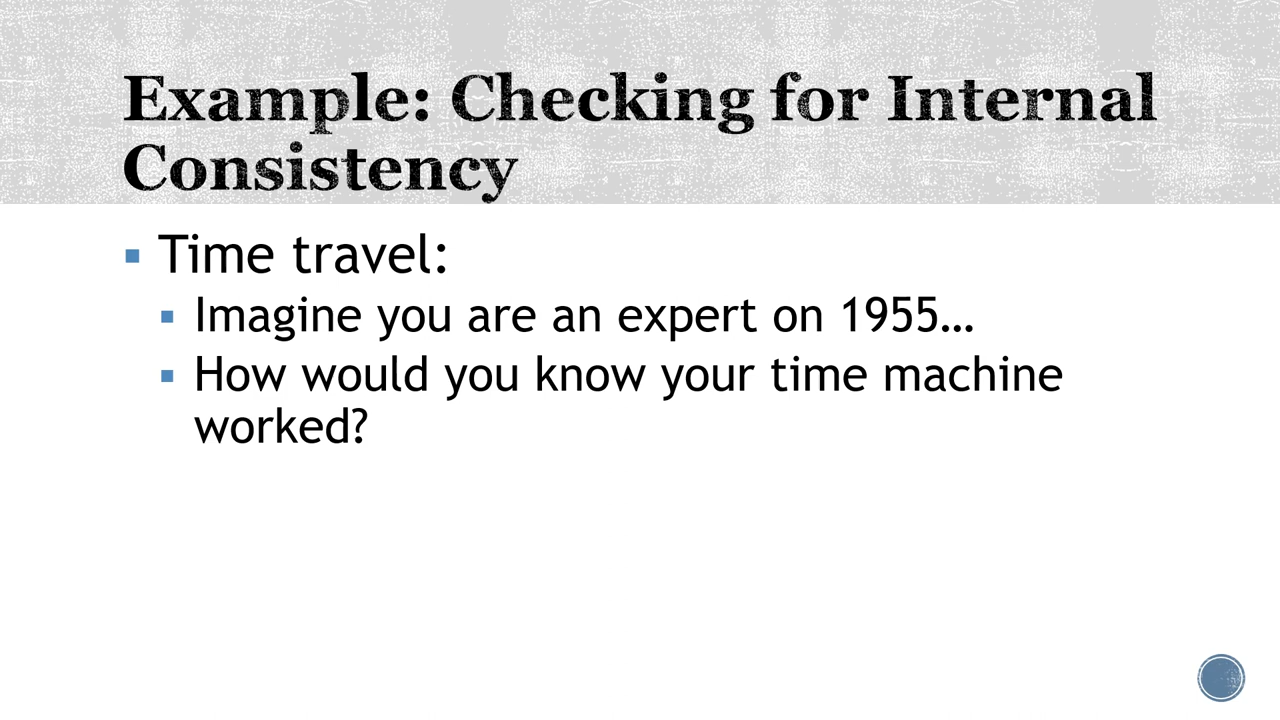 Example: Checking for Internal
Consistency
▪ Time travel:
▪ Imagine you are an expert on 1955…
▪ How would you know your time machine
worked?